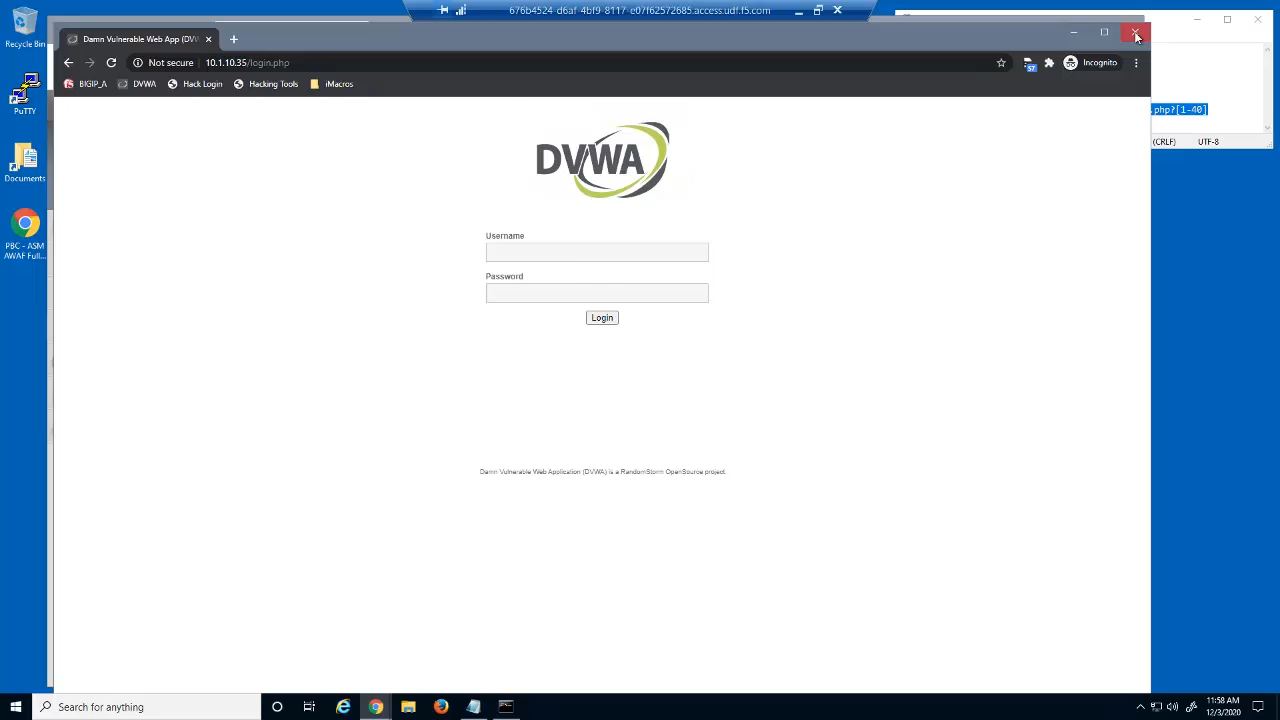 676b4524-d6af-4bf9-8117-e07f62572685.access.udf.f5.com
Recycle Bin
PuTTY
Documents
PBC - ASM
AWAF Full...
Damn Vulnerable Web App (DVW
Not secure
10.1.10.35/login.php
Incognito
BIGIP_A
DVWA
Hack Login
Hacking Tools
iMacros
57
.php?[1-40]
(CRLF)
UTF-8
DVWA
Username
Password
Login
Damn Vulnerable Web Application (DVWA) is a RandomStorm OpenSource project.
Search for anything
11:58 AM
12/3/2020